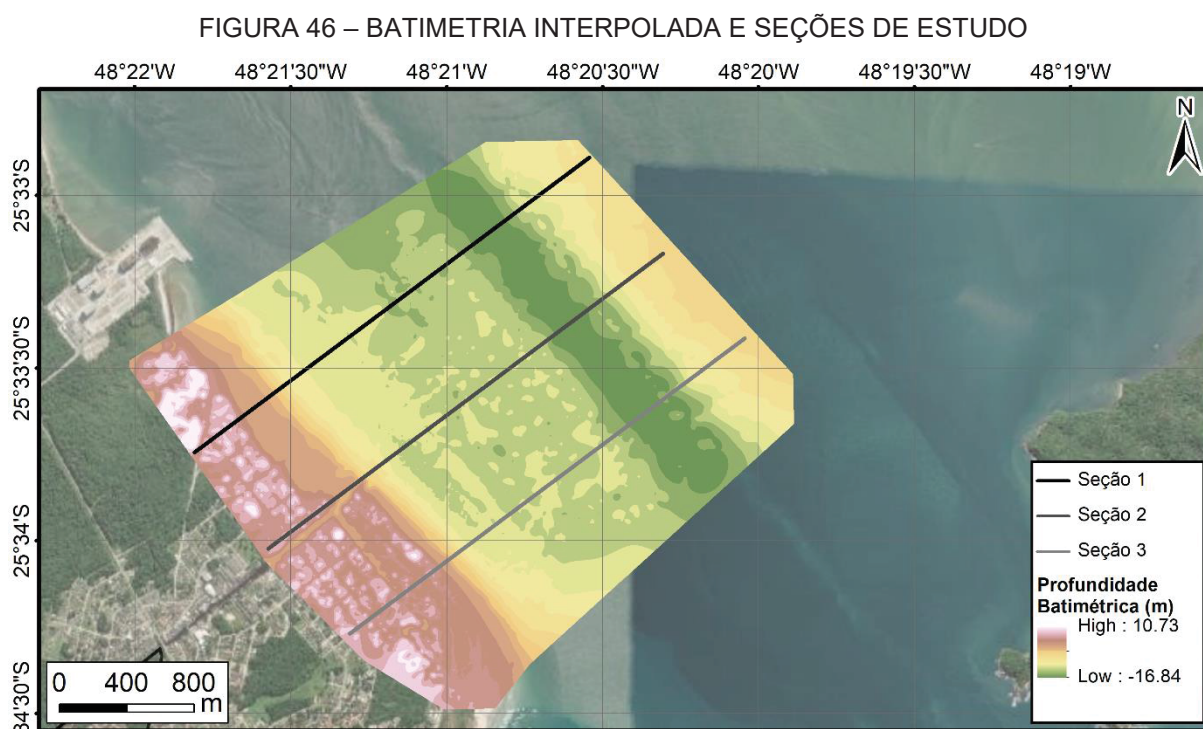 FIGURA 46 – BATIMETRIA INTERPOLADA E SEÇÕES DE ESTUDO
48°22'W 48°21'30"W 48°21'W 48°20'30"W 48°20'W 48°19'30"W 48°19'W
N
25°33'S
25°33'30"S
25°34'S
34'30"S
Seção 1
Seção 2
Seção 3
Profundidade
Batimétrica (m)
High : 10.73
Low : -16.84
0 400 800
m